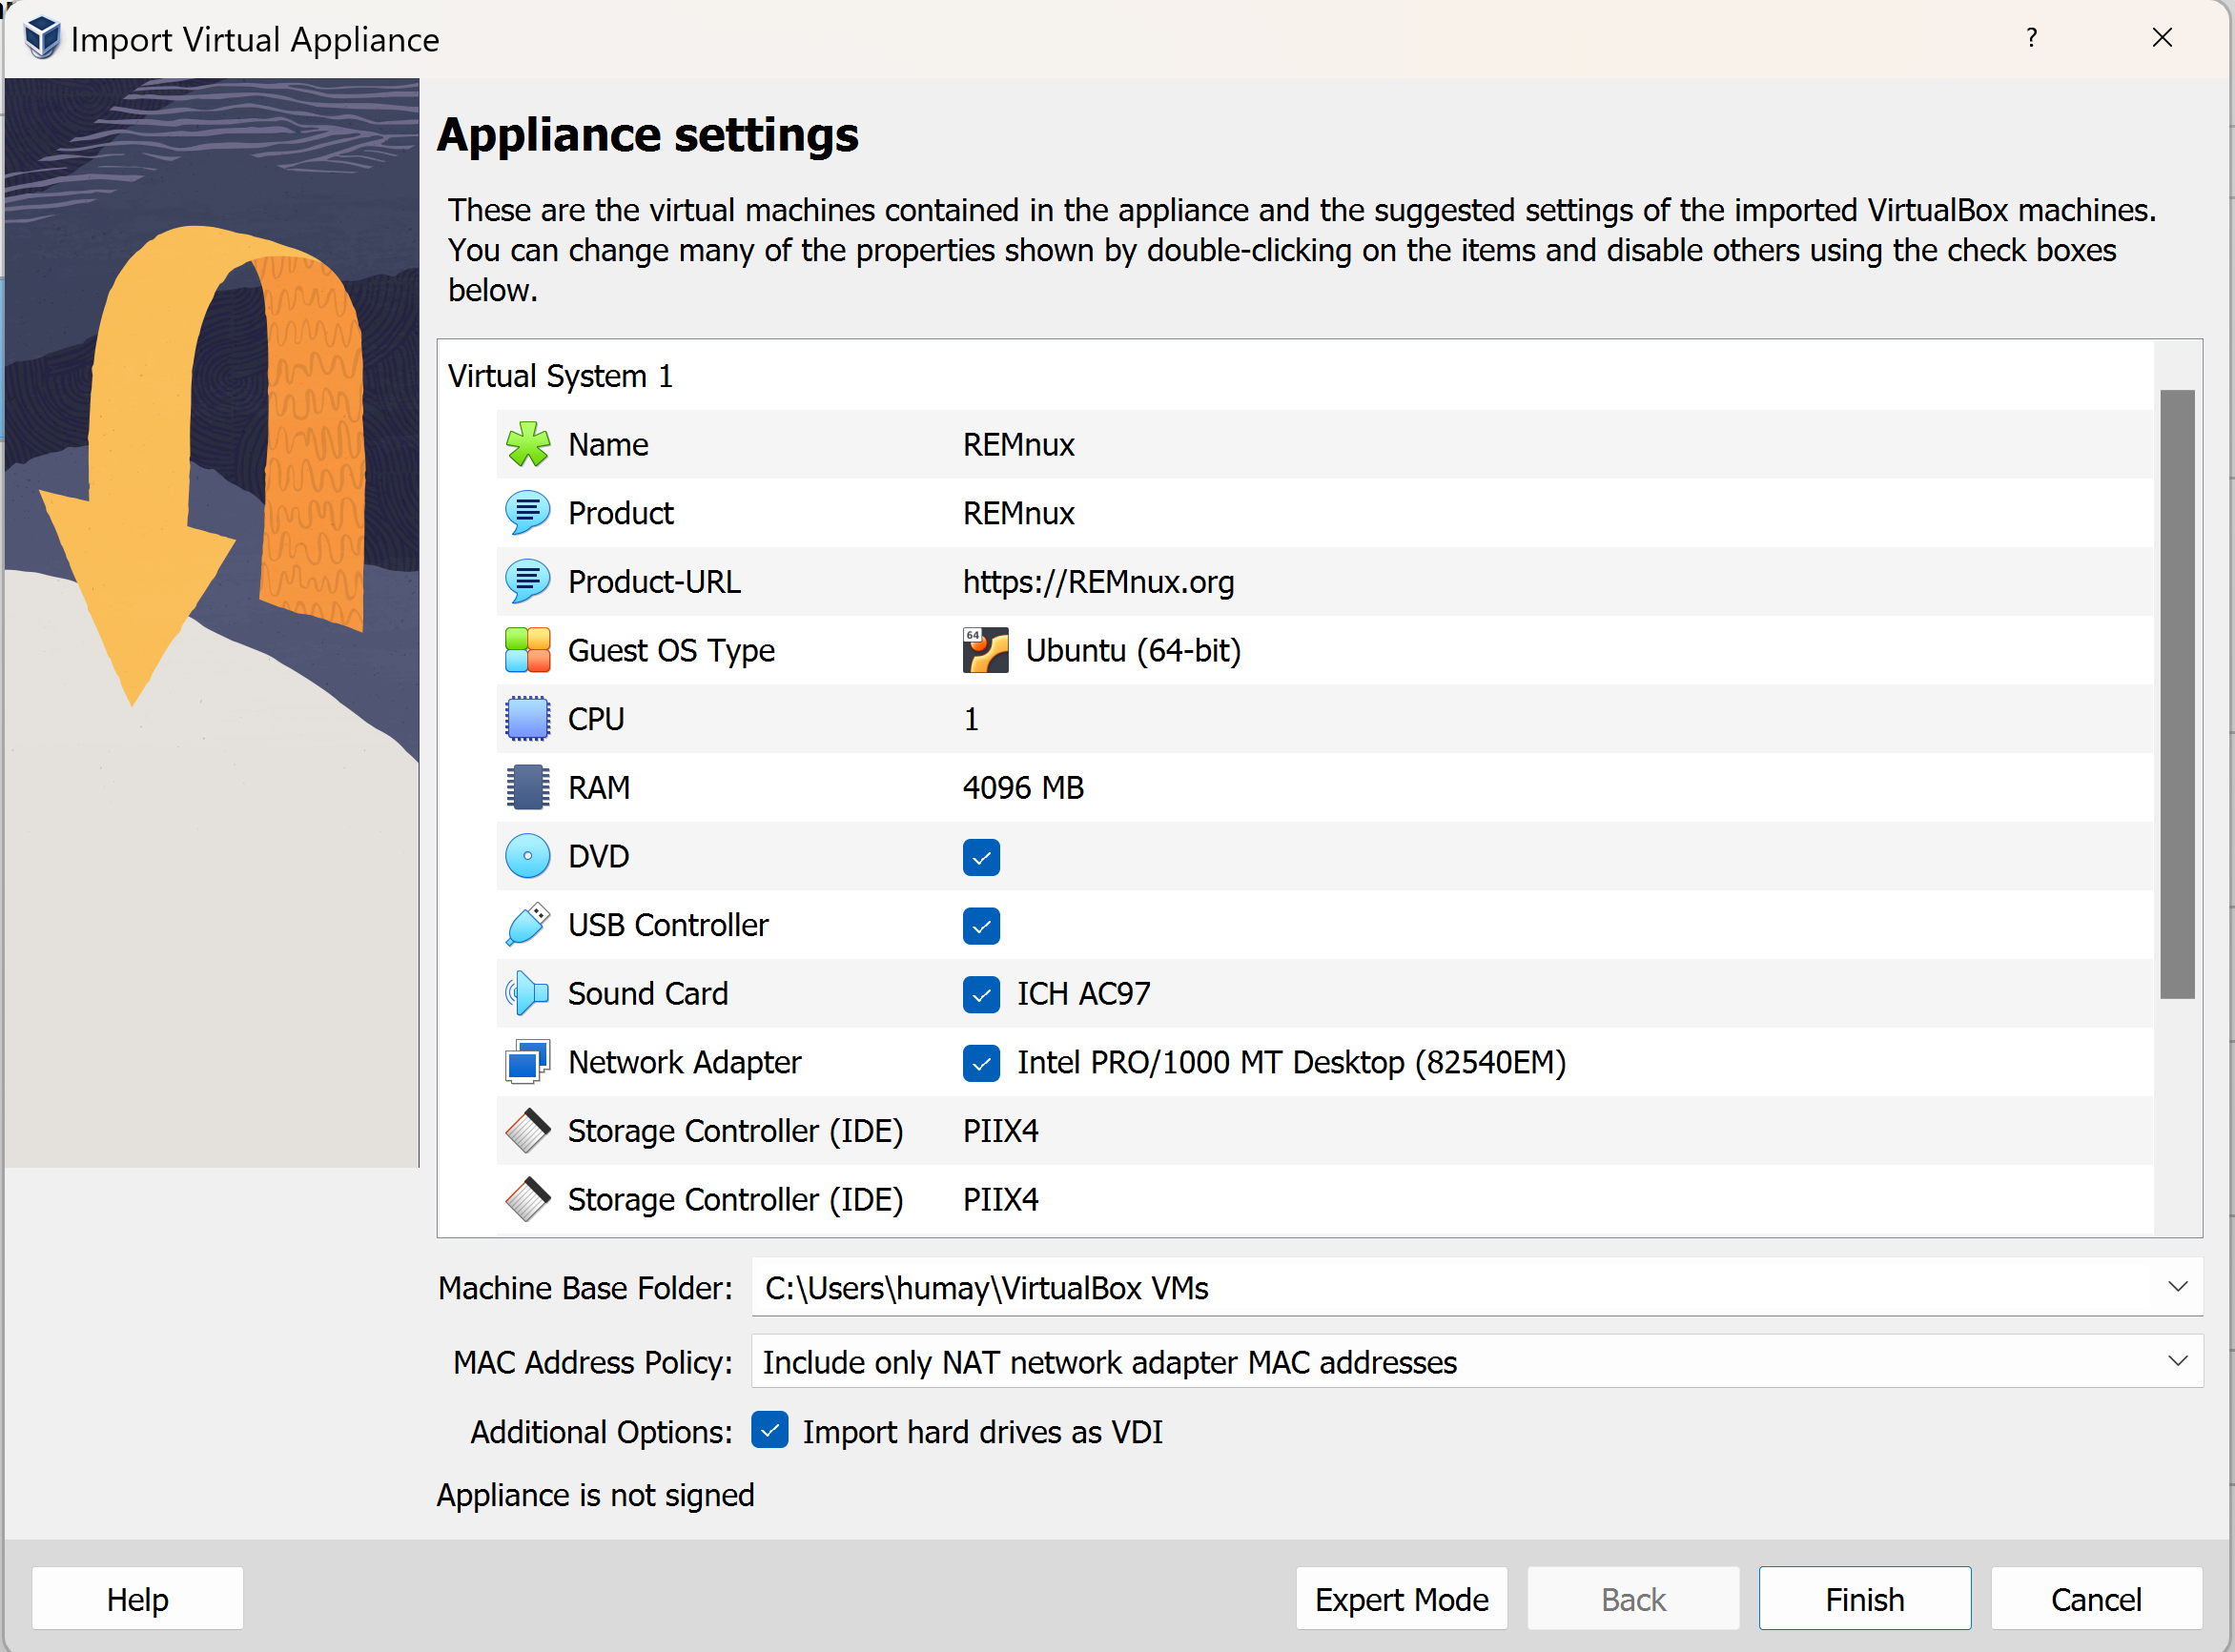 Import Virtual Appliance
?
Appliance settings
These are the virtual machines contained in the appliance and the suggested settings of the imported VirtualBox machines.
You can change many of the properties shown by double-clicking on the items and disable others using the check boxes
below.
Virtual System 1
Name REMnux
Product REMnux
Product-URL https://REMnux.org
Guest OS Type 64 Ubuntu (64-bit)
CPU 1
RAM 4096 MB
DVD
USB Controller
Sound Card ICH AC97
Network Adapter Intel PRO/1000 MT Desktop (82540EM)
Storage Controller (IDE) PIIX4
Storage Controller (IDE) PIIX4
Machine Base Folder: C:\Users\humay\VirtualBox VMs
MAC Address Policy: Include only NAT network adapter MAC addresses
Additional Options: Import hard drives as VDI
Appliance is not signed
Help Expert Mode Back Finish Cancel